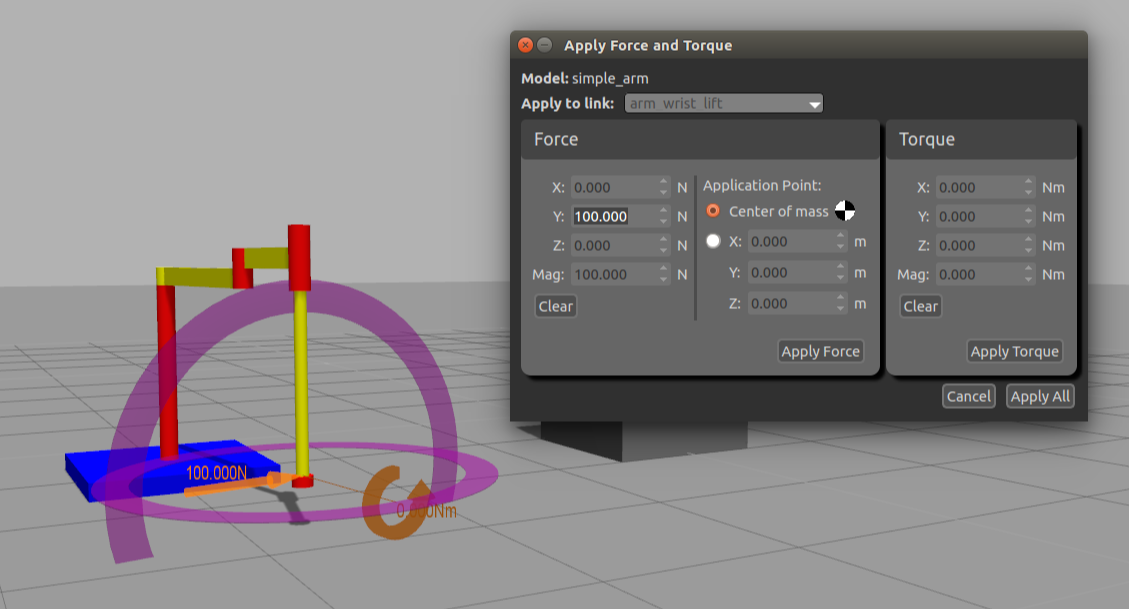 Apply Force and Torque
Model: simple_arm
Apply to link: arm_wrist_lift
Force
X: 0.000 N
Y: 100.000 N
Z: 0.000 N
Mag: 100.000 N
Clear
Application Point:
Center of mass
X: 0.000 m
Y: 0.000 m
Z: 0.000 m
Apply Force
Torque
X: 0.000 Nm
Y: 0.000 Nm
Z: 0.000 Nm
Mag: 0.000 Nm
Clear
Apply Torque
Cancel
Apply All
100.000N
0.000Nm